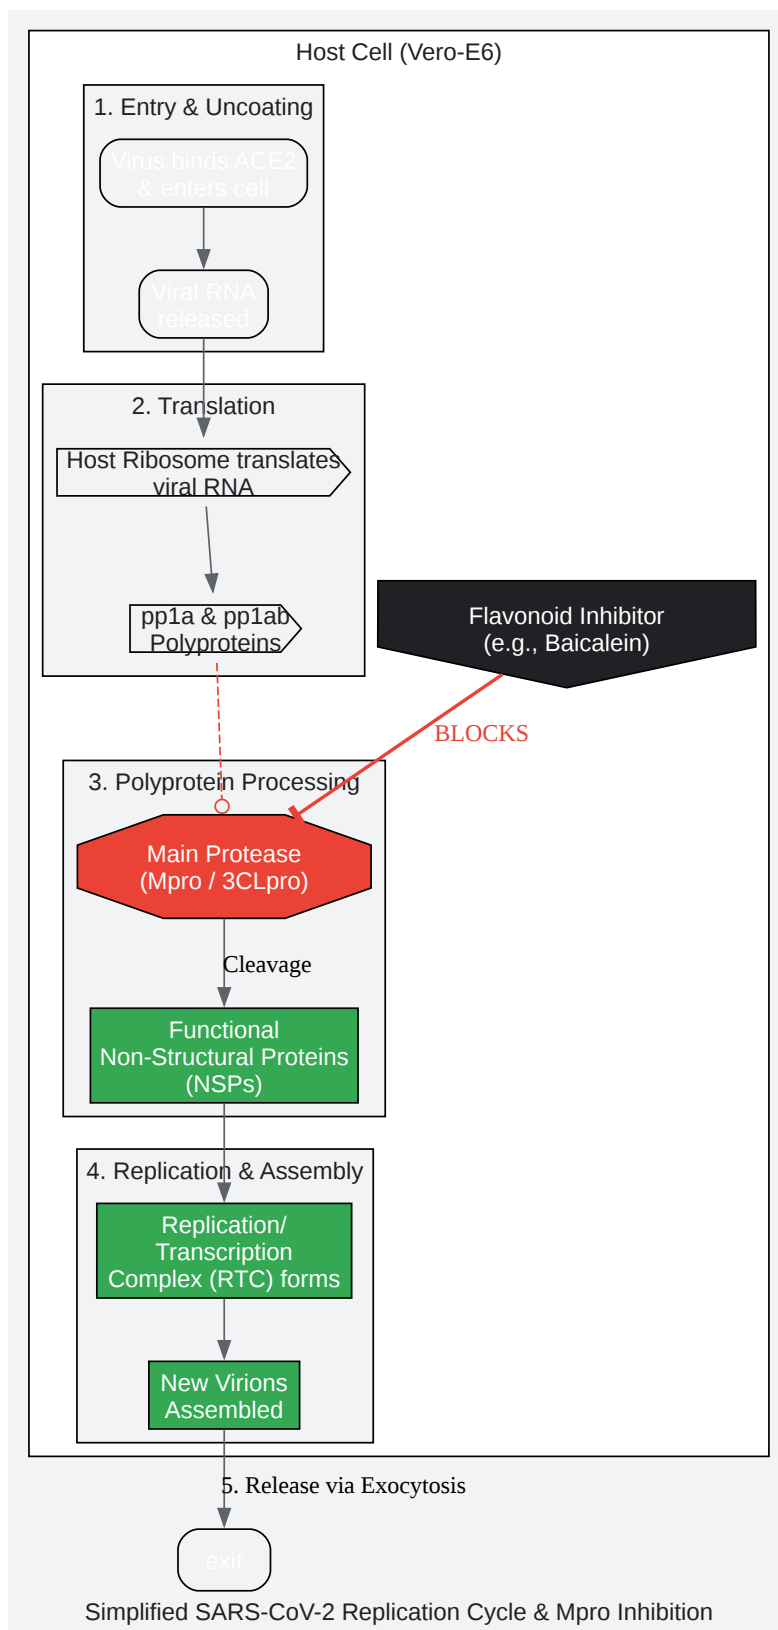 Host Cell (Vero-E6)
1. Entry & Uncoating
Virus binds ACE2
& enters cell
Viral RNA
released
2. Translation
Host Ribosome translates
viral RNA
pp1a & pp1ab
Polyproteins
Flavonoid Inhibitor
(e.g., Baicalein)
BLOCKS
3. Polyprotein Processing
Main Protease
(Mpro / 3CLpro)
Cleavage
Functional
Non-Structural Proteins
(NSPs)
4. Replication & Assembly
Replication/
Transcription
Complex (RTC) forms
New Virions
Assembled
5. Release via Exocytosis
exit
Simplified SARS-CoV-2 Replication Cycle & Mpro Inhibition